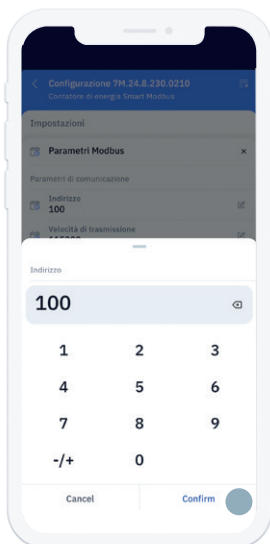 Configurazione 7M.24.8.230.0210
Contatore di energia Smart Modbus
Impostazioni
Parametri Modbus
Parametri di comunicazione
Indirizzo
100
Velocità di trasmissione
Indirizzo
100
1 2 3
4 5 6
7 8 9
-/+ 0
Cancel Confirm